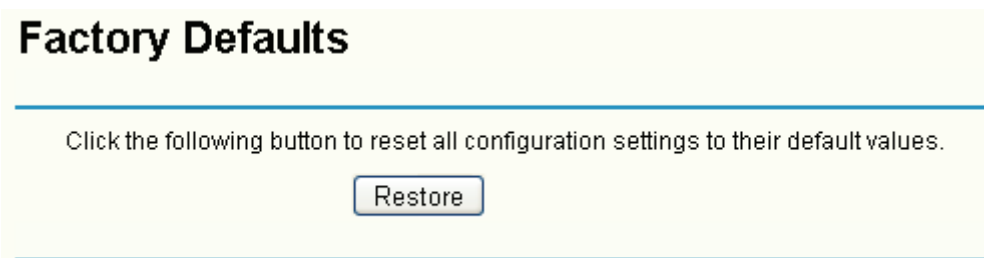 Factory Defaults
Click the following button to reset all configuration settings to their default values.
Restore